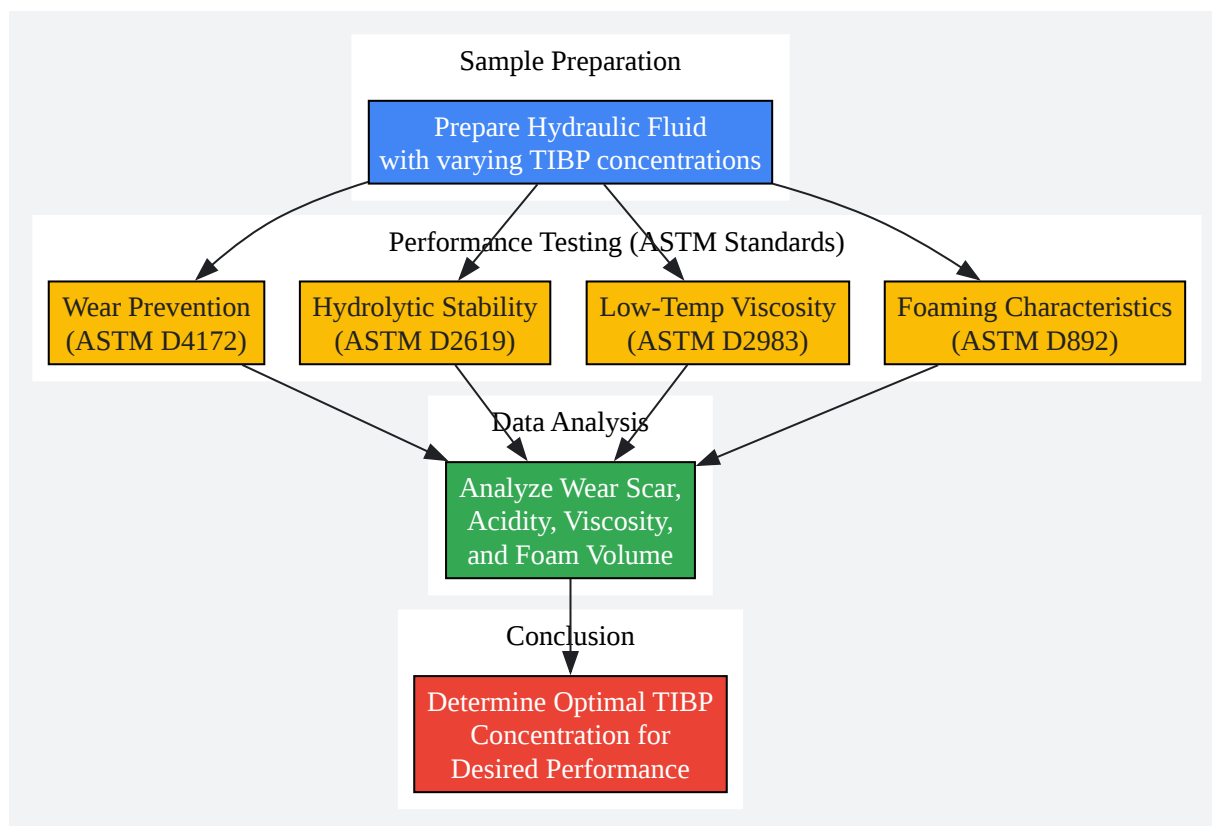 Sample Preparation
Prepare Hydraulic Fluid
with varying TIBP concentrations
Performance Testing (ASTM Standards)
Wear Prevention
(ASTM D4172)
Hydrolytic Stability
(ASTM D2619)
Low-Temp Viscosity
(ASTM D2983)
Foaming Characteristics
(ASTM D892)
Data Analysis
Analyze Wear Scar,
Acidity, Viscosity,
and Foam Volume
Conclusion
Determine Optimal TIBP
Concentration for
Desired Performance